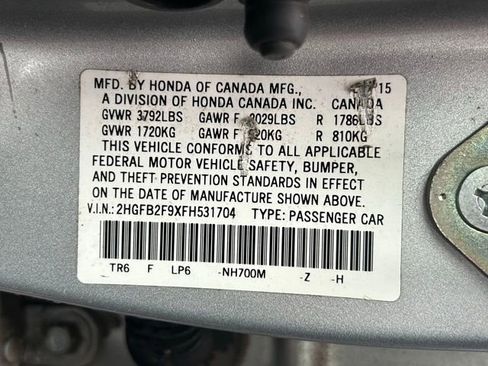 MFD. BY HONDA OF CANADA MFG., 15
A DIVISION OF HONDA CANADA INC. CANADA
GVWR 3792LBS GAWR F 2029LBS R 1786LBS
GVWR 1720KG GAWR F R 810KG
THIS VEHICLE CONFORMS TO ALL APPLICABLE
FEDERAL MOTOR VEHICLE SAFETY, BUMPER,
AND THEFT PREVENTION STANDARDS IN EFFECT
ON THE DATE OF MANUFACTURE SHOWN ABOVE.
V.I.N.: 2HGFB2F9XFH531704 TYPE: PASSENGER CAR
TR6 F LP6 -NH700M -Z -H